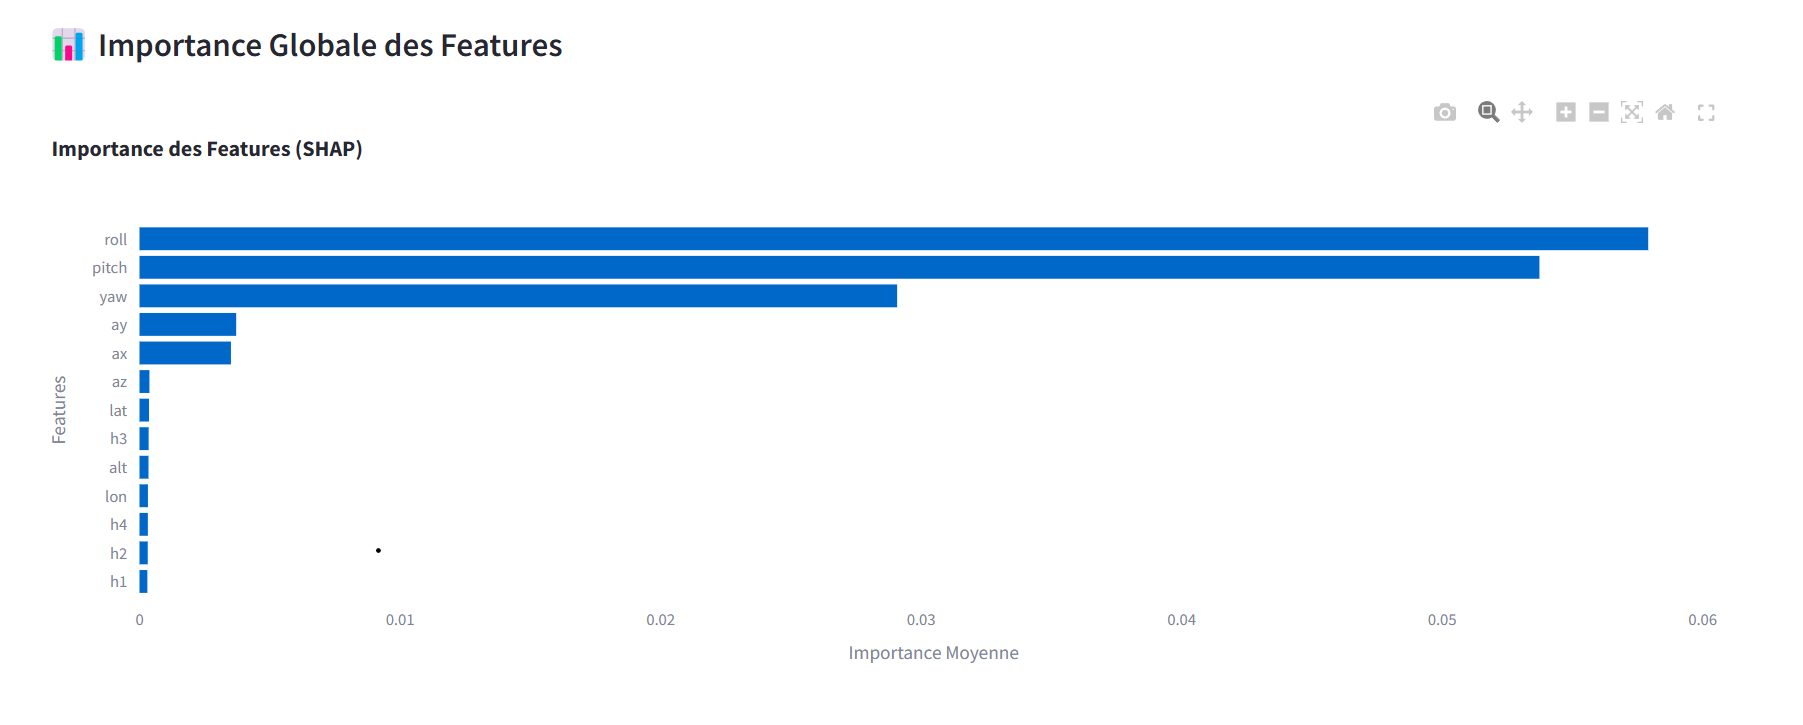 Importance Globale des Features
Importance des Features (SHAP)
Features
roll
pitch
yaw
ay
ax
az
lat
h3
alt
lon
h4
h2
h1
0 0.01 0.02 0.03 0.04 0.05 0.06
Importance Moyenne